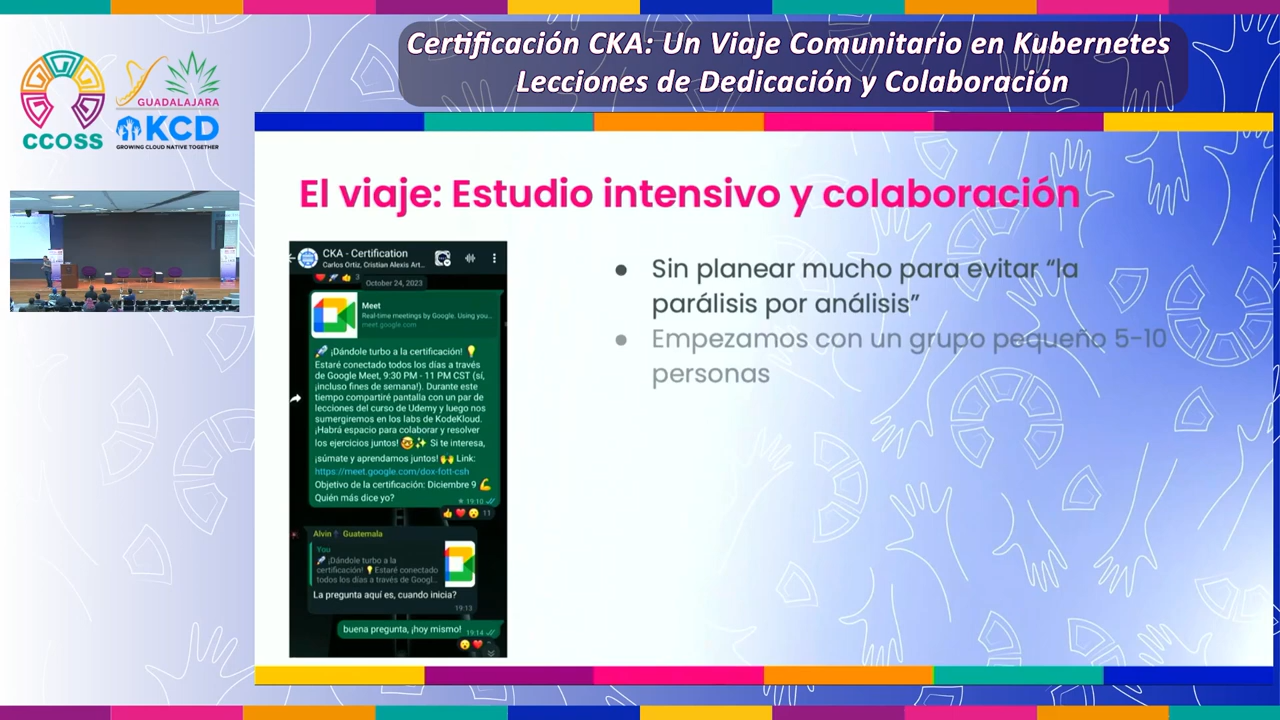 Certificación CKA: Un Viaje Comunitario en Kubernetes
Lecciones de Dedicación y Colaboración
CCOSS
GUADALAJARA
KCD
GROWING CLOUD NATIVE TOGETHER
El viaje: Estudio intensivo y colaboración
CKA - Certification
Carlos Ortiz, Cristian Alexis Art...
3
October 24, 2023
Meet
Real-time meetings by Google. Using you...
meet.google.com
🚀 ¡Dándole turbo a la certificación! 💡
Estaré conectado todos los días a través
de Google Meet, 9:30 PM - 11 PM CST (sí,
¡incluso fines de semana!). Durante este
tiempo compartiré pantalla con un par de
lecciones del curso de Udemy y luego nos
sumergiremos en los labs de KodeKloud.
¡Habrá espacio para colaborar y resolver
los ejercicios juntos! 🤓✨ Si te interesa,
¡súmate y aprendamos juntos! 🙌 Link:
https://meet.google.com/dox-fott-csh
Objetivo de la certificación: Diciembre 9 💪
Quién más dice yo?
19:10
👍❤️😮 11
Alvin Guatemala
You
🚀 ¡Dándole turbo a la
certificación! 💡Estaré conectado
todos los días a través de Googl...
La pregunta aquí es, cuando inicia?
19:13
buena pregunta, ¡hoy mismo! 19:14
● Sin planear mucho para evitar “la
parálisis por análisis”
● Empezamos con un grupo pequeño 5-10
personas